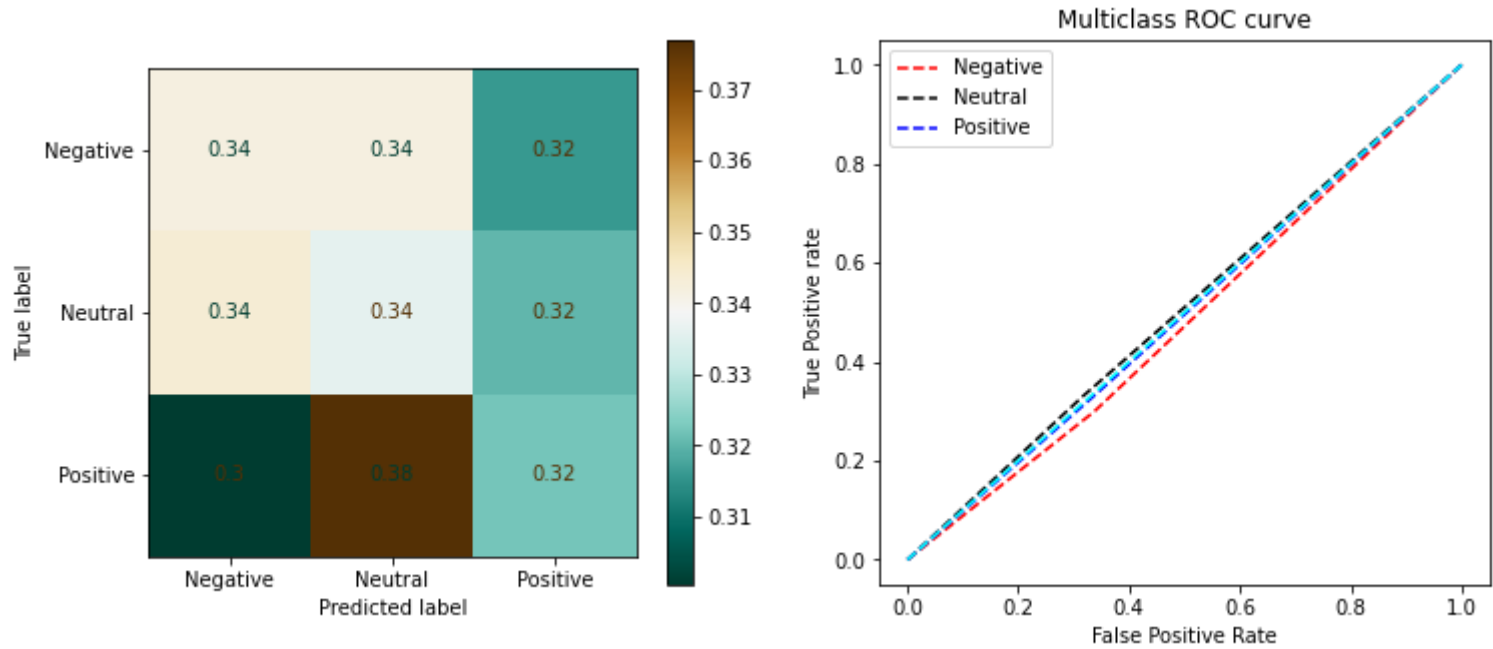 Negative
Neutral
Positive
True label
0.34 0.34 0.32
0.34 0.34 0.32
0.3 0.38 0.32
Negative Neutral Positive
Predicted label
0.37
0.36
0.35
0.34
0.33
0.32
0.31
Multiclass ROC curve
Negative
Neutral
Positive
True Positive rate
1.0
0.8
0.6
0.4
0.2
0.0
0.0 0.2 0.4 0.6 0.8 1.0
False Positive Rate